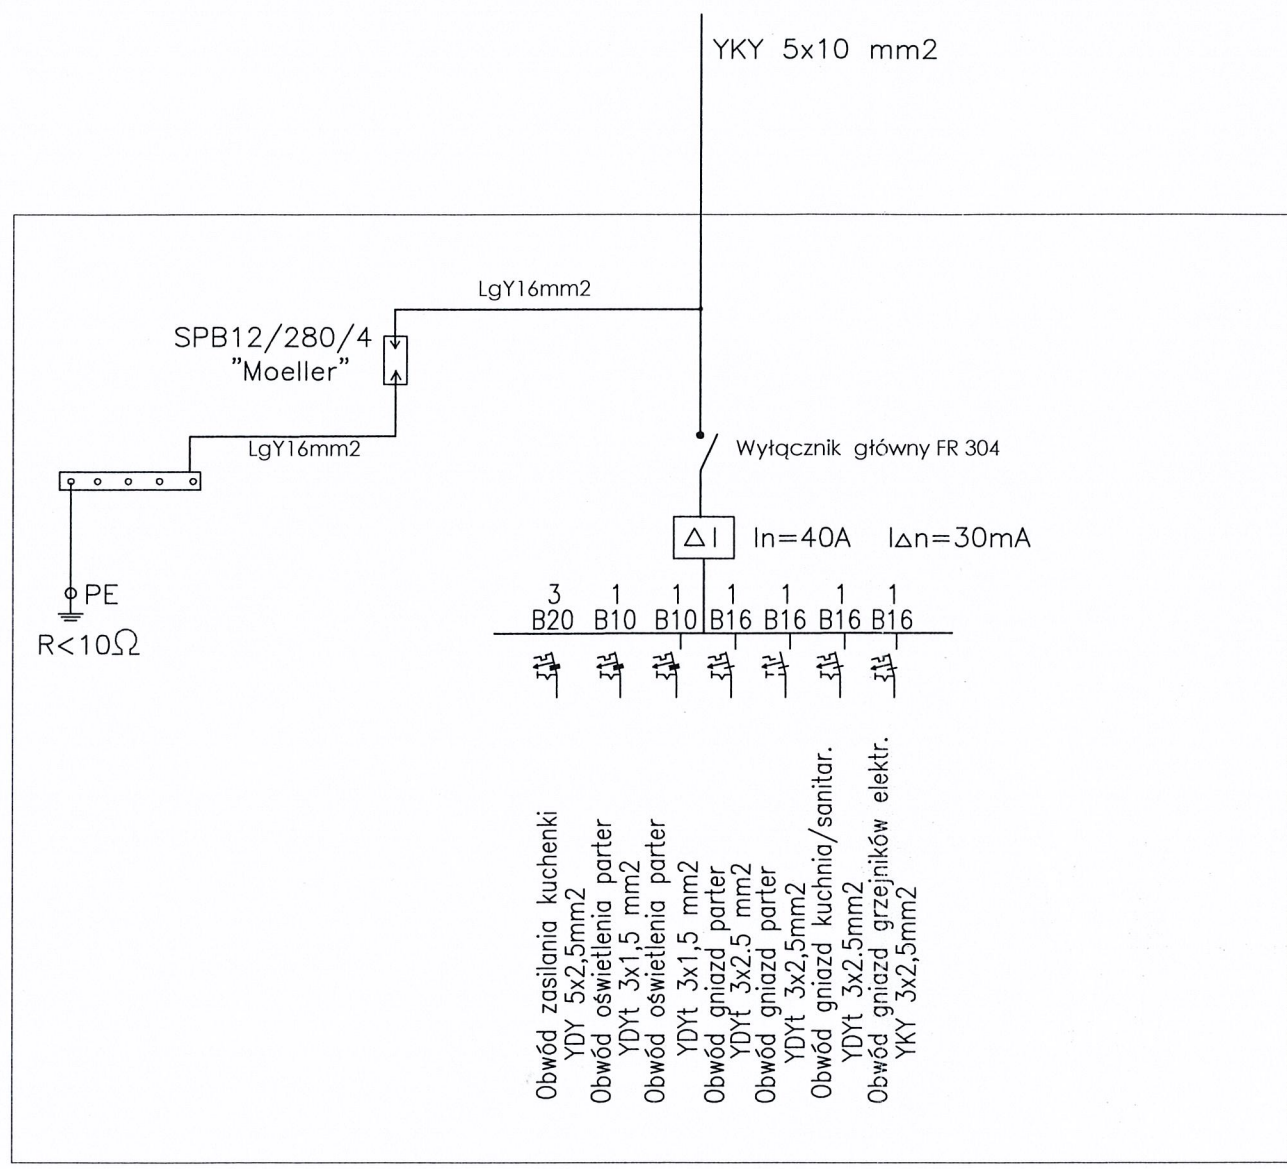 YKY 5x10 mm2
LgY16mm2
SPB12/280/4
"Moeller"
LgY16mm2
Wyłącznik główny FR 304
△ I In=40A I△n=30mA
PE
R<10Ω
3 1 1 1 1 1 1
B20 B10 B10 B16 B16 B16 B16
Obwód zasilania kuchenki
YDY 5x2,5mm2
Obwód oświetlenia parter
YDYt 3x1,5 mm2
Obwód oświetlenia parter
YDYt 3x1,5 mm2
Obwód gniazd parter
YDYt 3x2.5 mm2
Obwód gniazd parter
YDYt 3x2,5mm2
Obwód gniazd kuchnia/sanitar.
YDYt 3x2.5mm2
Obwód gniazd grzejników elektr.
YKY 3x2,5mm2